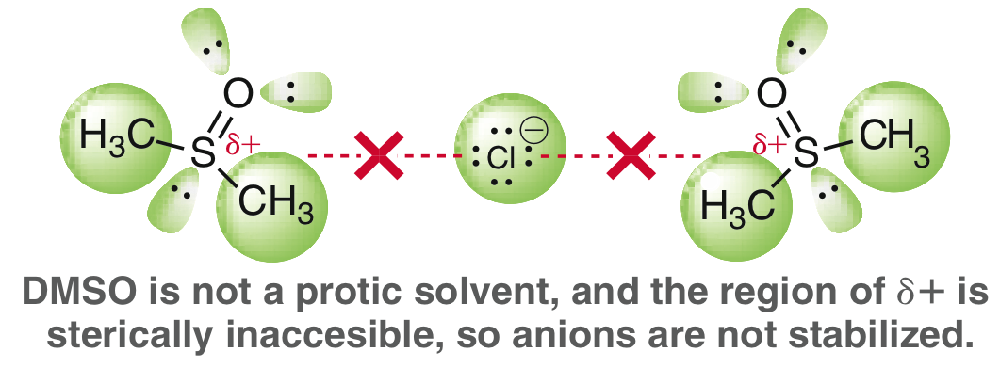 O
O
H₃C
S
δ+
CH₃
Cl
⊖
δ+
S
CH₃
H₃C
DMSO is not a protic solvent, and the region of δ+ is
sterically inaccesible, so anions are not stabilized.